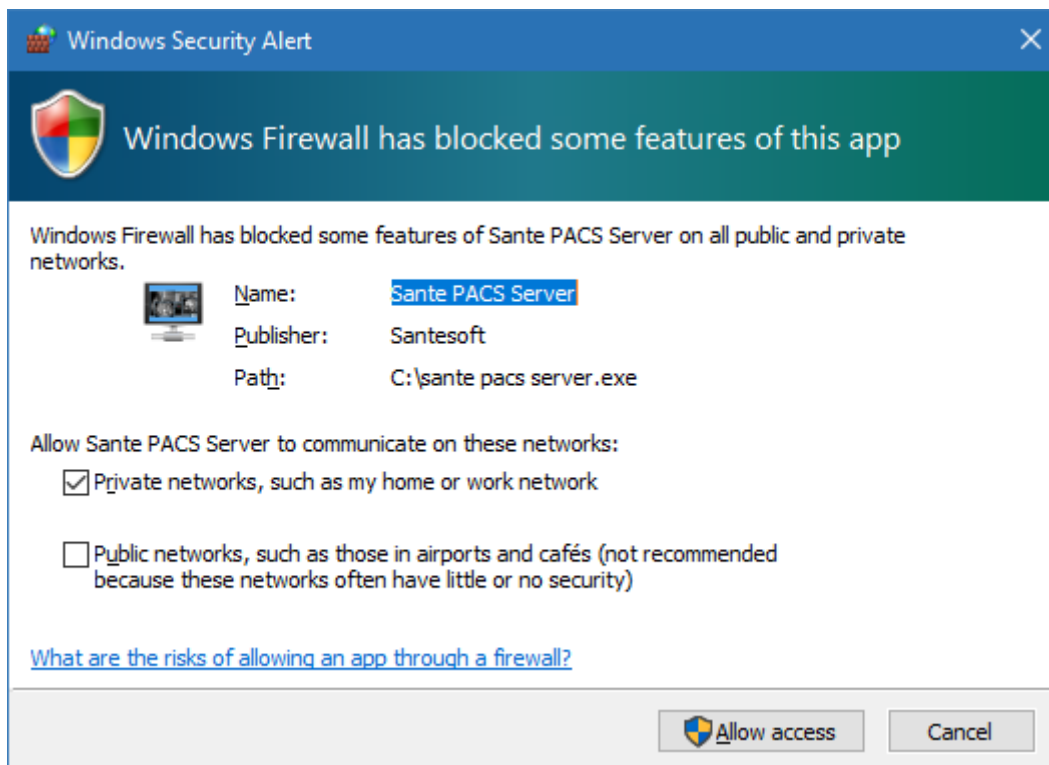 Windows Security Alert
Windows Firewall has blocked some features of this app
Windows Firewall has blocked some features of Sante PACS Server on all public and private
networks.
Name: Sante PACS Server
Publisher: Santesoft
Path: C:\sante pacs server.exe
Allow Sante PACS Server to communicate on these networks:
Private networks, such as my home or work network
Public networks, such as those in airports and cafés (not recommended
because these networks often have little or no security)
What are the risks of allowing an app through a firewall?
Allow access Cancel